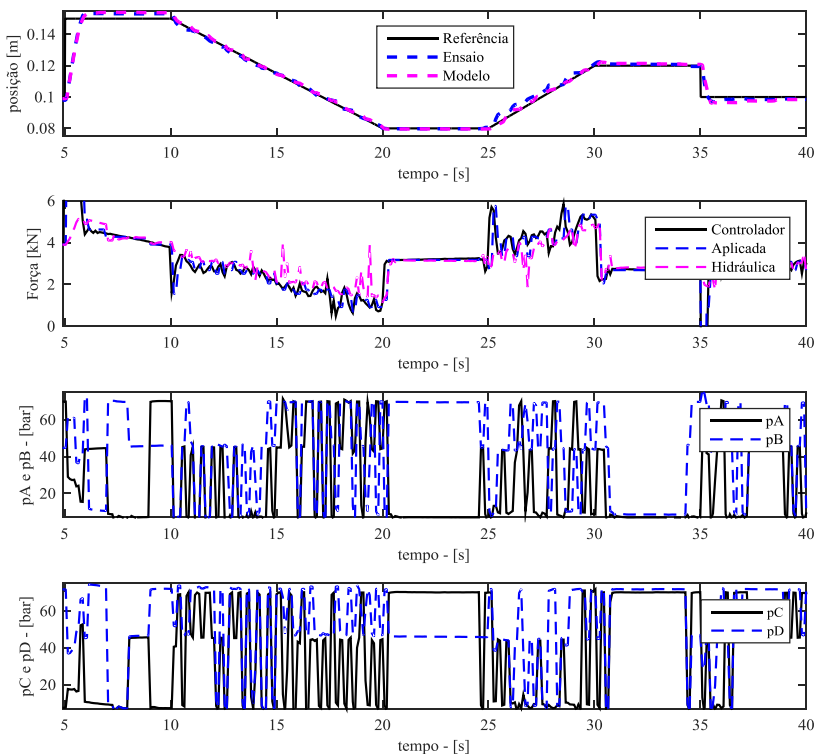 0.14
0.12
0.1
0.08
posição [m]
Referência
Ensaio
Modelo
5 10 15 20 25 30 35 40
tempo - [s]
6
4
2
0
Força [kN]
Controlador
Aplicada
Hidráulica
5 10 15 20 25 30 35 40
tempo - [s]
60
40
20
pA e pB - [bar]
pA
pB
5 10 15 20 25 30 35 40
tempo - [s]
60
40
20
pC e pD - [bar]
pC
pD
5 10 15 20 25 30 35 40
tempo - [s]